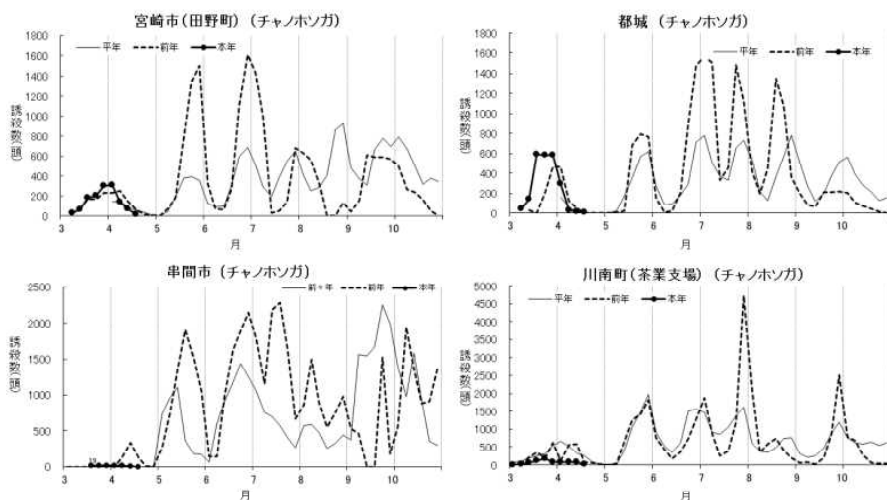 宮崎市(田野町) (チャノホソガ)
平年 前年 本年
誘殺数(頭)
1800
1600
1400
1200
1000
800
600
400
200
0
3 4 5 6 7 8 9 10
月
都城 (チャノホソガ)
平年 前年 本年
誘殺数(頭)
1800
1600
1400
1200
1000
800
600
400
200
0
3 4 5 6 7 8 9 10
月
串間市 (チャノホソガ)
前々年 前年 本年
誘殺数(頭)
2500
2000
1500
1000
500
0
3 4 5 6 7 8 9 10
月
川南町(茶業支場) (チャノホソガ)
平年 前年 本年
誘殺数(頭)
5000
4500
4000
3500
3000
2500
2000
1500
1000
500
0
3 4 5 6 7 8 9 10
月